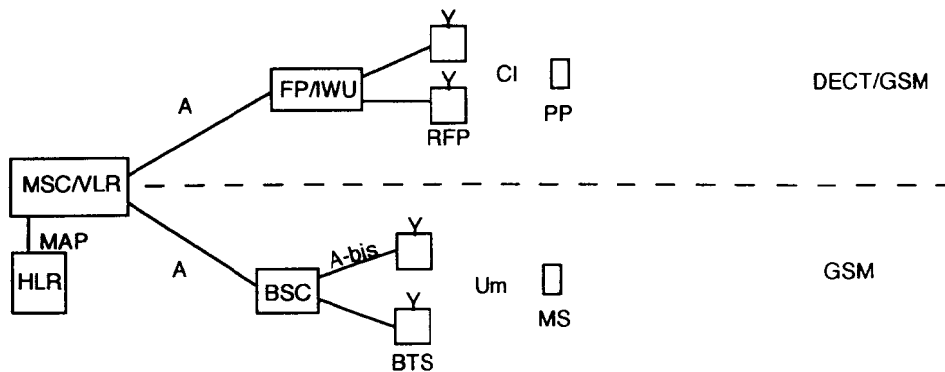 Y
FP/IWU
CI
DECT/GSM
A
Y
RFP
PP
MSC/VLR
MAP
HLR
A
A-bis
Y
BSC
Um
GSM
Y
MS
BTS